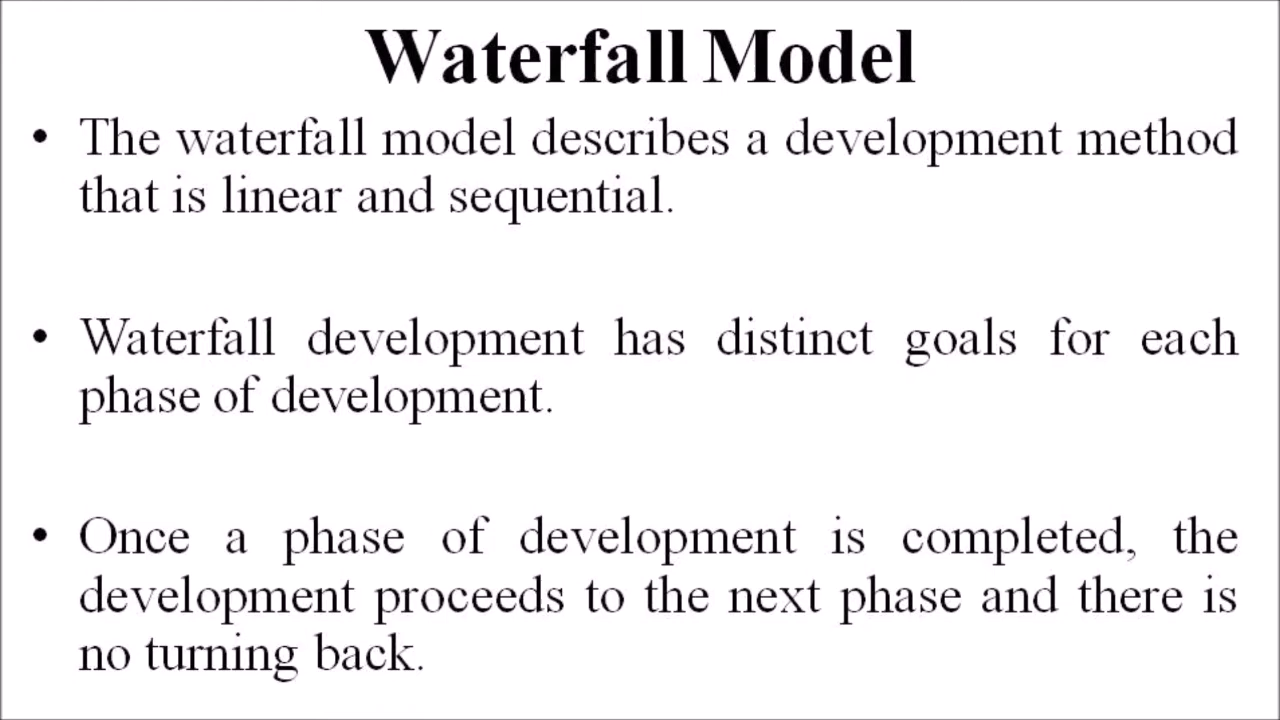 Waterfall Model
• The waterfall model describes a development method
that is linear and sequential.
• Waterfall development has distinct goals for each
phase of development.
• Once a phase of development is completed, the
development proceeds to the next phase and there is
no turning back.